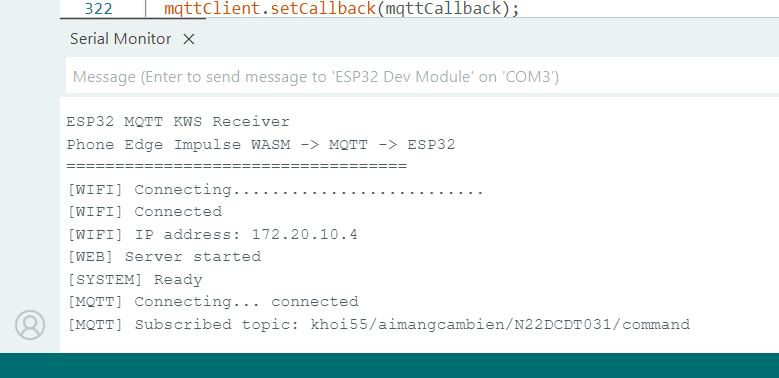 322 mqttClient.setCallback(mqttCallback);
Serial Monitor ×
Message (Enter to send message to 'ESP32 Dev Module' on 'COM3')
ESP32 MQTT KWS Receiver
Phone Edge Impulse WASM -> MQTT -> ESP32
===================================
[WIFI] Connecting..........................
[WIFI] Connected
[WIFI] IP address: 172.20.10.4
[WEB] Server started
[SYSTEM] Ready
[MQTT] Connecting... connected
[MQTT] Subscribed topic: khoi55/aimangcambien/N22DCDT031/command